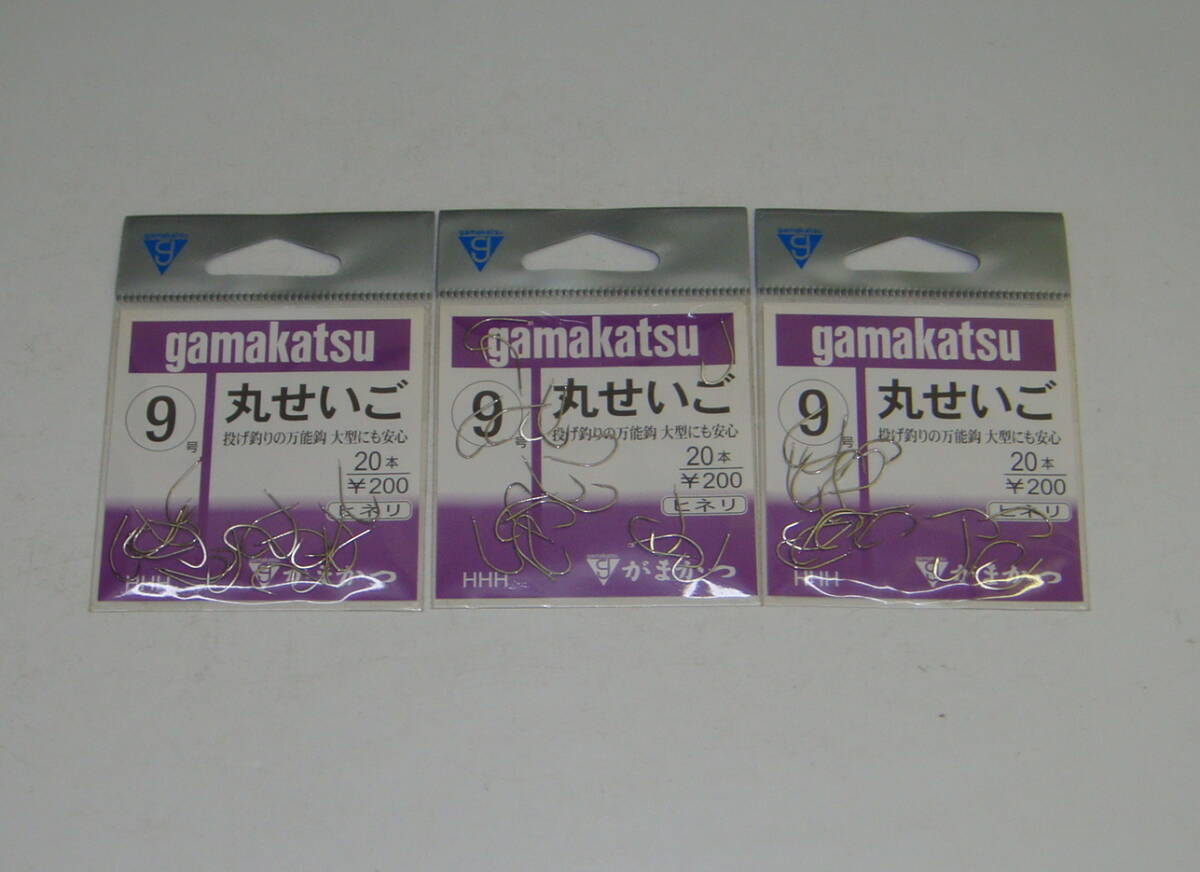 gamakatsu
g
gamakatsu
9号
丸せいご
投げ釣りの万能鈎 大型にも安心
20本
¥200
ヒネリ
HHH
がまかつ
gamakatsu
g
gamakatsu
9号
丸せいご
投げ釣りの万能鈎 大型にも安心
20本
¥200
ヒネリ
HHH
gamakatsu
がまかつ
gamakatsu
g
gamakatsu
9号
丸せいご
投げ釣りの万能鈎 大型にも安心
20本
¥200
ヒネリ
HHH
がまかつ